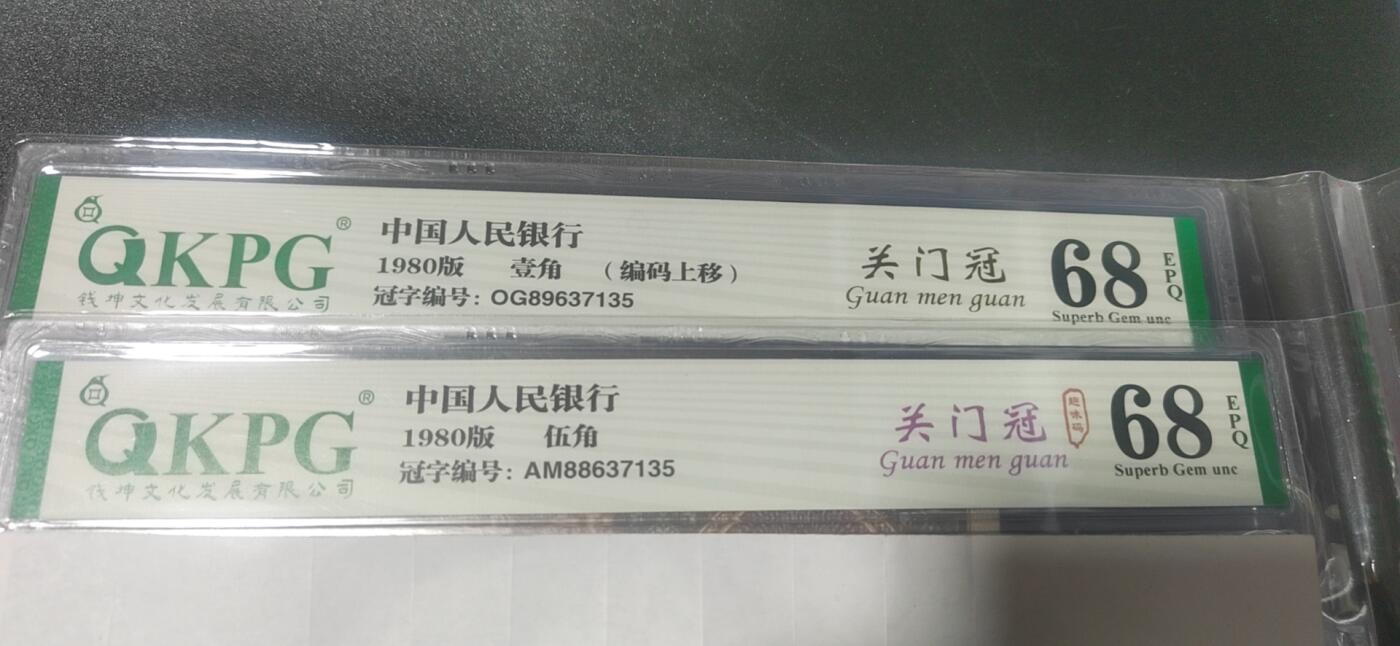 QKPG®
钱坤文化发展有限公司
中国人民银行
1980版 壹角 (编码上移)
冠字编号: OG89637135
关门冠
Guan men guan
68 EPQ
Superb Gem unc
QKPG®
钱坤文化发展有限公司
中国人民银行
1980版 伍角
冠字编号: AM88637135
关门冠
趣味码
Guan men guan
68 EPQ
Superb Gem unc